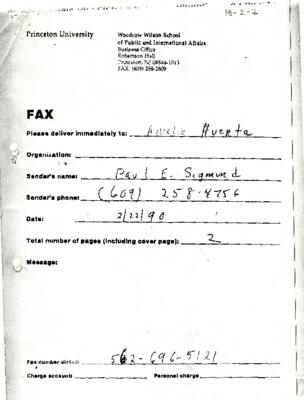 18-2-2
Princeton University
Woodrow Wilson School
of Public and International Affairs
Business Office
Robertson Hall
Princeton, NJ 08544-1013
FAX: (609) 258-2809
FAX
Please deliver immediately to: Huerta
Organization:
Sender's name: Paul E. Sigmund
Sender's phone: (609) 258-4756
Date: 2/22/90
Total number of pages (including cover page): 2
Message:
Fax number 562-696-5121
Charge account Personal charge